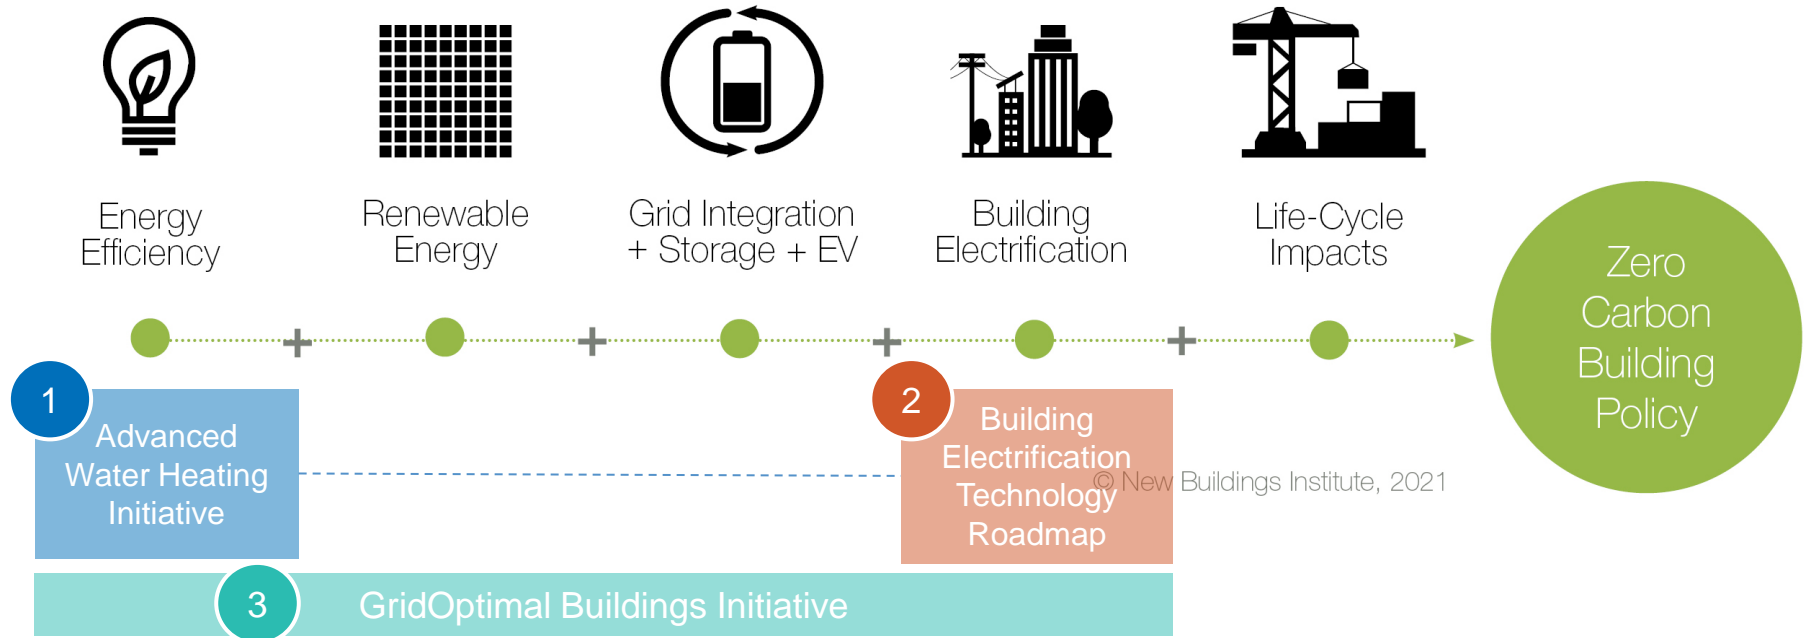 Energy
Efficiency
Renewable
Energy
Grid Integration
+ Storage + EV
Building
Electrification
Life-Cycle
Impacts
Zero
Carbon
Building
Policy
1
Advanced
Water Heating
Initiative
2
Building
Electrification
Technology
Roadmap
© New Buildings Institute, 2021
3
GridOptimal Buildings Initiative